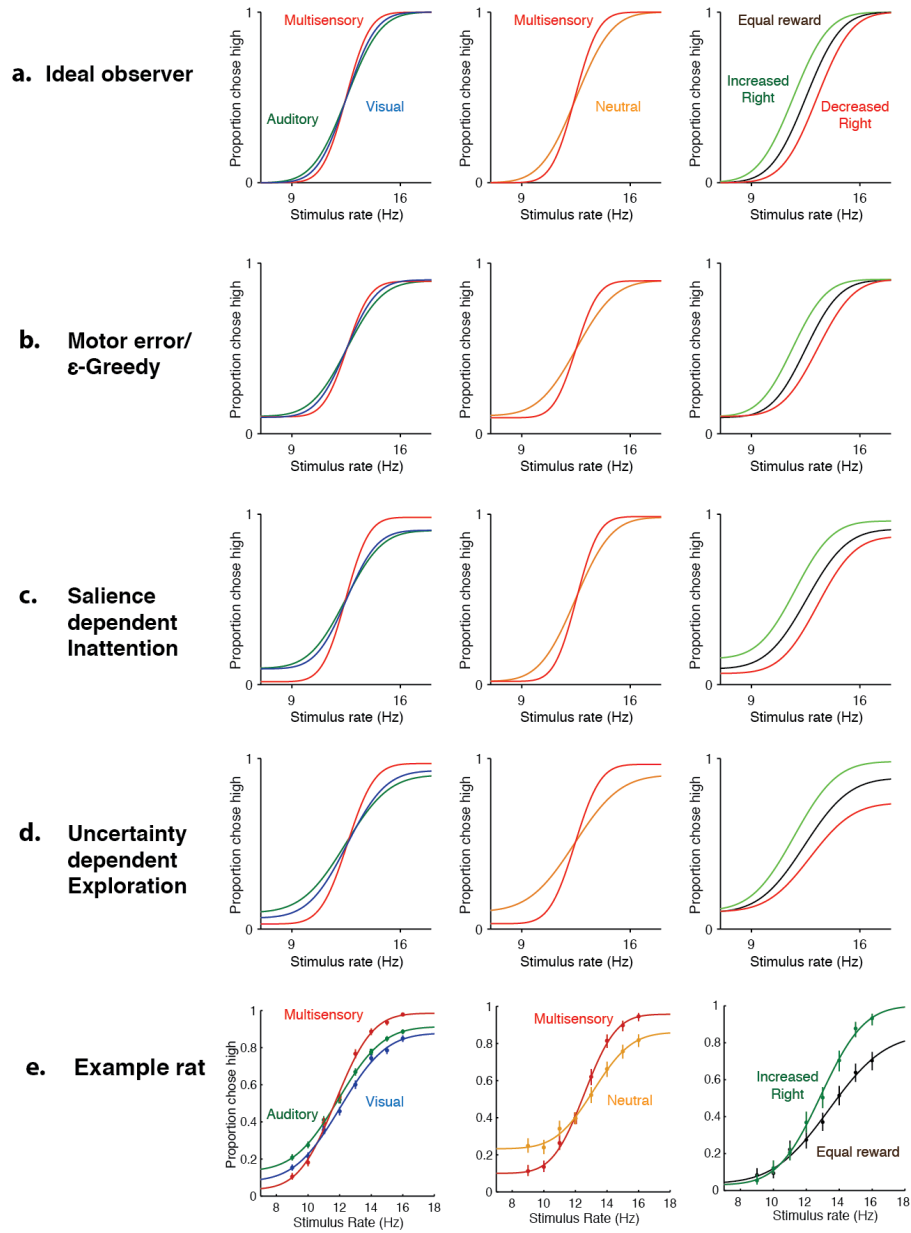 a. Ideal observer
Proportion chose high
1
0
Multisensory
Visual
Auditory
9
16
Stimulus rate (Hz)
Proportion chose high
1
0
Multisensory
Neutral
9
16
Stimulus rate (Hz)
Proportion chose high
1
0
Equal reward
Increased
Right
Decreased
Right
9
16
Stimulus rate (Hz)
b. Motor error/
ε-Greedy
Proportion chose high
1
0
9
16
Stimulus rate (Hz)
Proportion chose high
1
0
9
16
Stimulus rate (Hz)
Proportion chose high
1
0
9
16
Stimulus rate (Hz)
c. Salience
dependent
Inattention
Proportion chose high
1
0
9
16
Stimulus rate (Hz)
Proportion chose high
1
0
9
16
Stimulus rate (Hz)
Proportion chose high
1
0
9
16
Stimulus rate (Hz)
d. Uncertainty
dependent
Exploration
Proportion chose high
1
0
9
16
Stimulus rate (Hz)
Proportion chose high
1
0
9
16
Stimulus rate (Hz)
Proportion chose high
1
0
9
16
Stimulus rate (Hz)
e. Example rat
Proportion chose high
1
0.8
0.6
0.4
0.2
0
Multisensory
Auditory
Visual
8 10 12 14 16 18
Stimulus Rate (Hz)
Proportion chose high
1
0.8
0.6
0.4
0.2
0
Multisensory
Neutral
8 10 12 14 16 18
Stimulus Rate (Hz)
Proportion chose high
1
0.8
0.6
0.4
0.2
0
Increased
Right
Equal reward
8 10 12 14 16 18
Stimulus Rate (Hz)